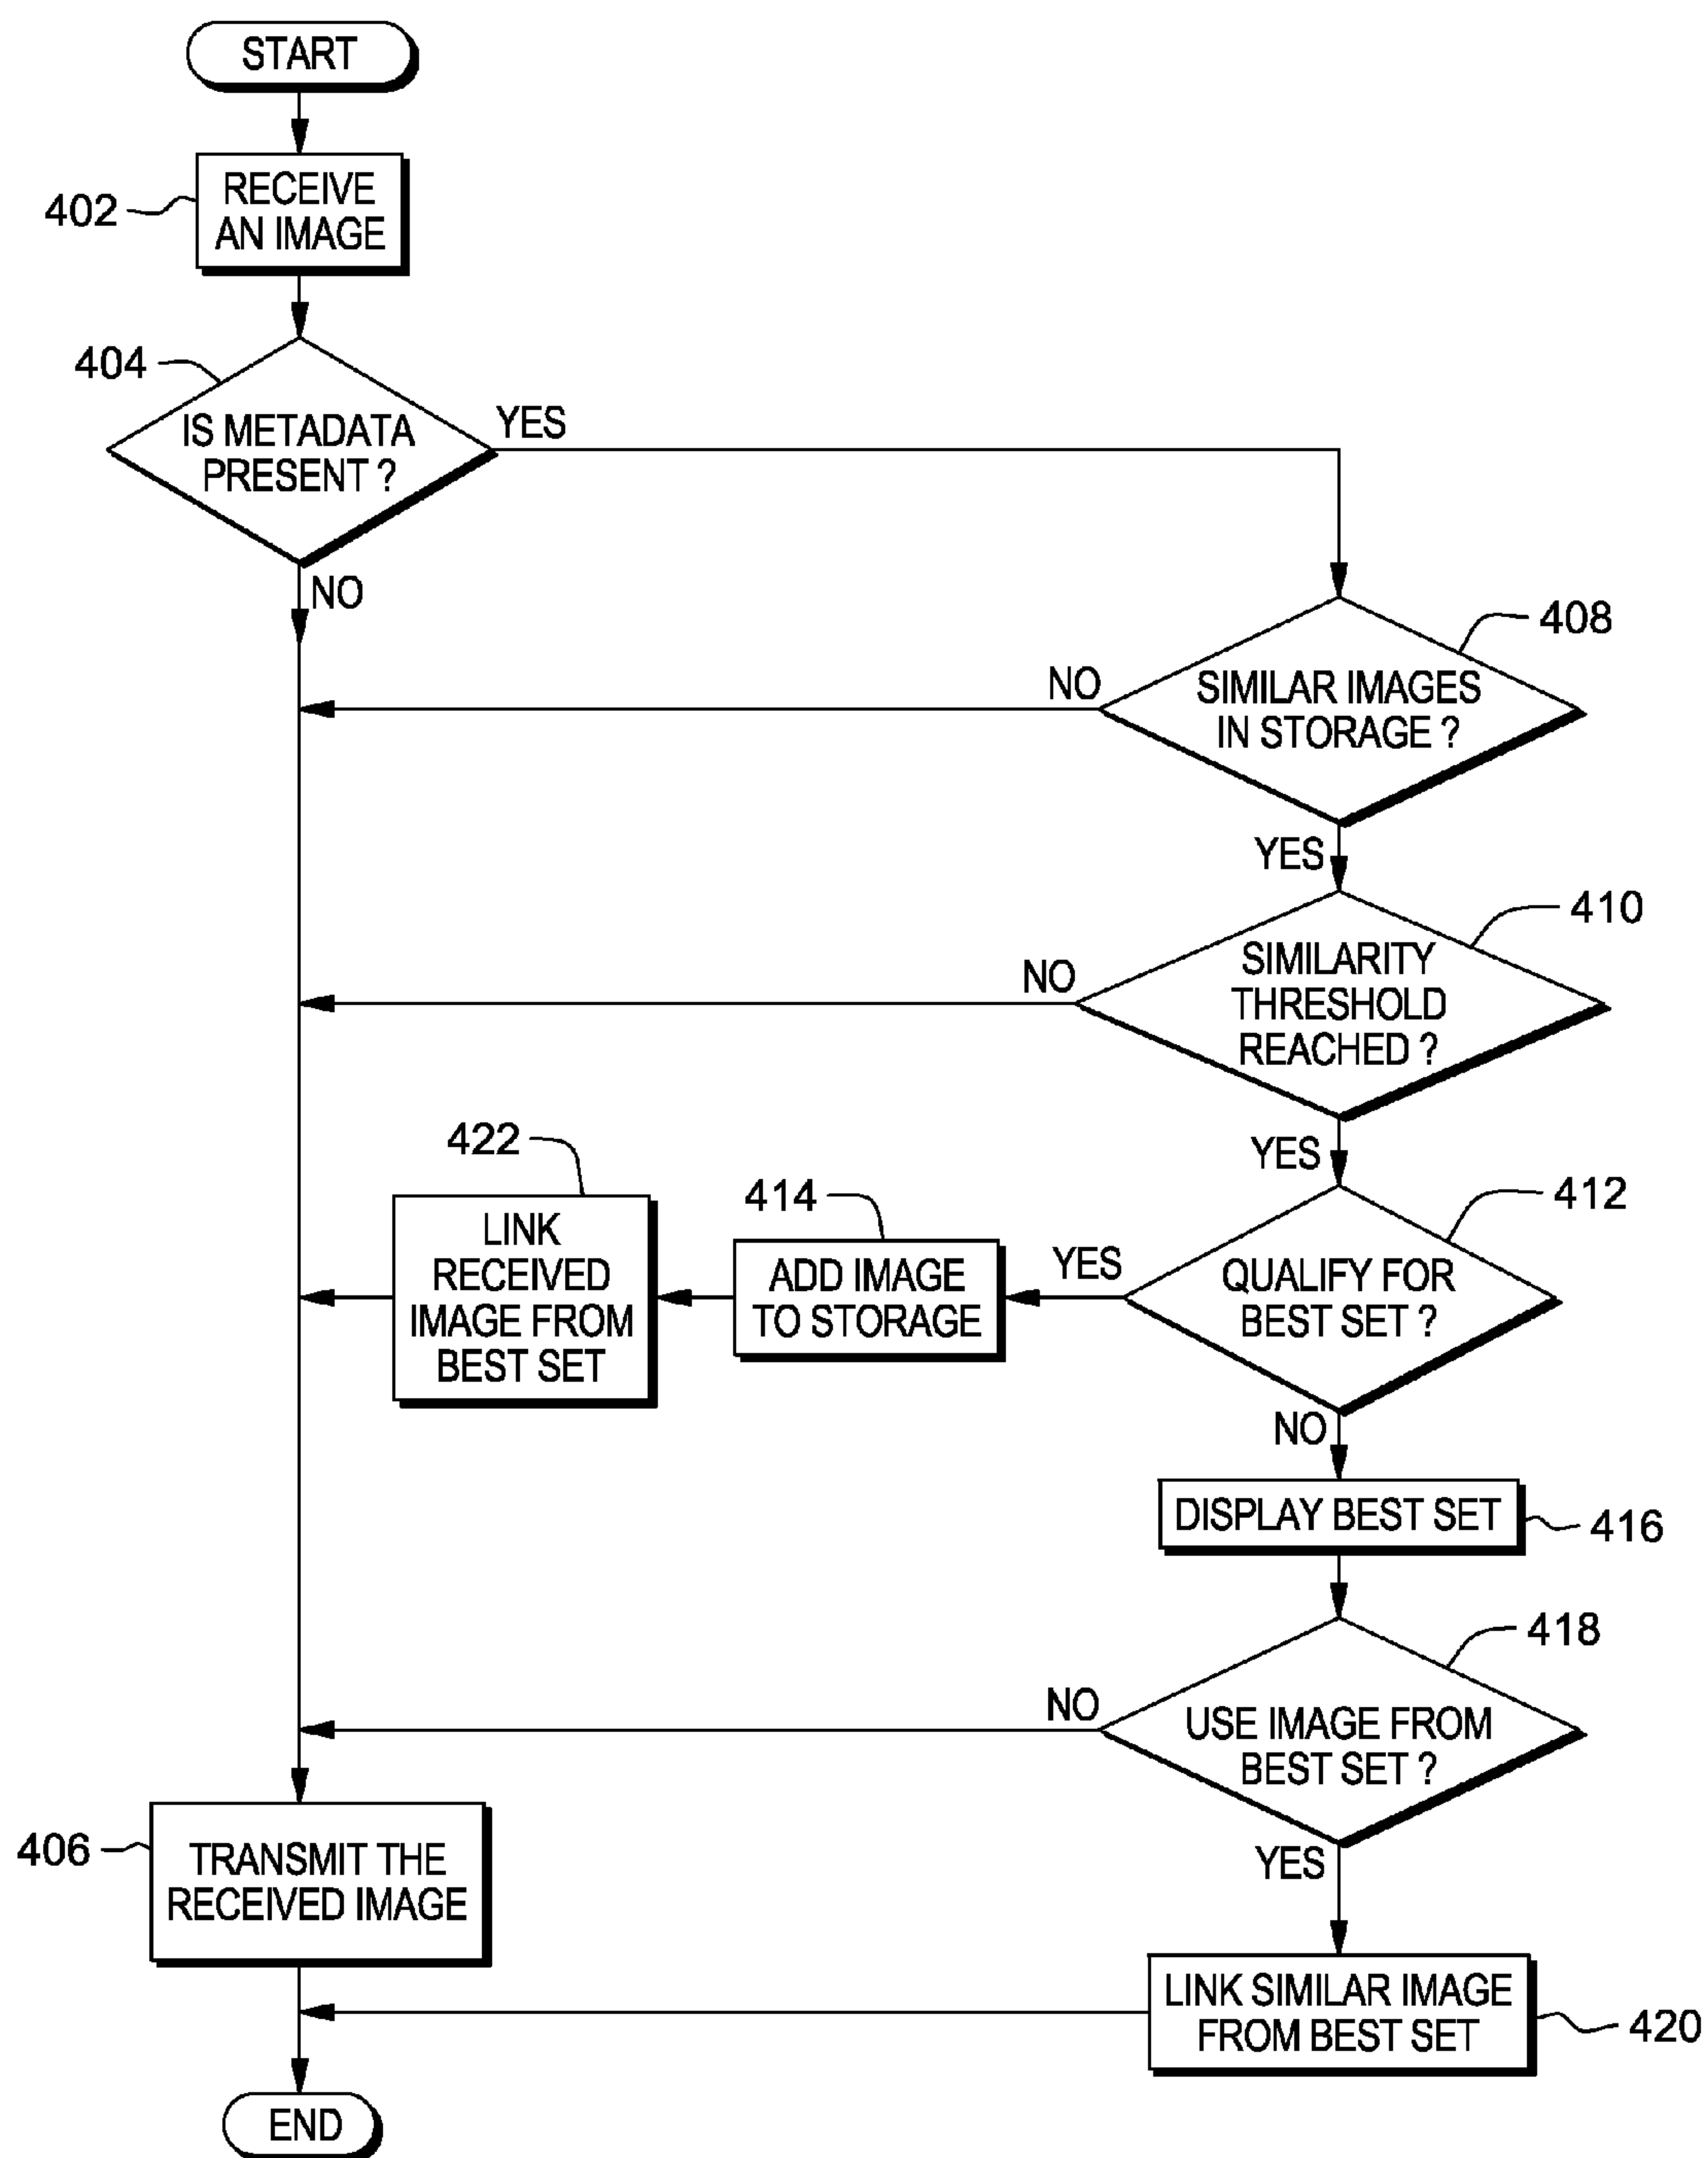 START
402
RECEIVE
AN IMAGE
404
IS METADATA
PRESENT ?
YES
NO
408
SIMILAR IMAGES
IN STORAGE ?
NO
YES
410
SIMILARITY
THRESHOLD
REACHED ?
NO
YES
412
QUALIFY FOR
BEST SET ?
YES
414
ADD IMAGE
TO STORAGE
422
LINK
RECEIVED
IMAGE FROM
BEST SET
NO
DISPLAY BEST SET
416
418
USE IMAGE FROM
BEST SET ?
NO
YES
406
TRANSMIT THE
RECEIVED IMAGE
LINK SIMILAR IMAGE
FROM BEST SET
420
END